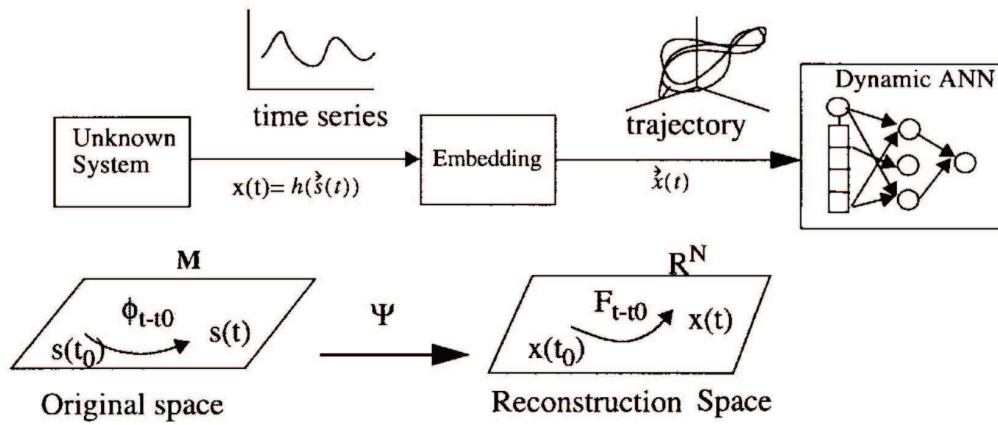 time series
trajectory
Dynamic ANN
Unknown
System
x(t)= h(s⃗(t))
Embedding
x⃗(t)
M
ϕt-t0
s(t0)
s(t)
Original space
Ψ
R^N
Ft-t0
x(t0)
x(t)
Reconstruction Space